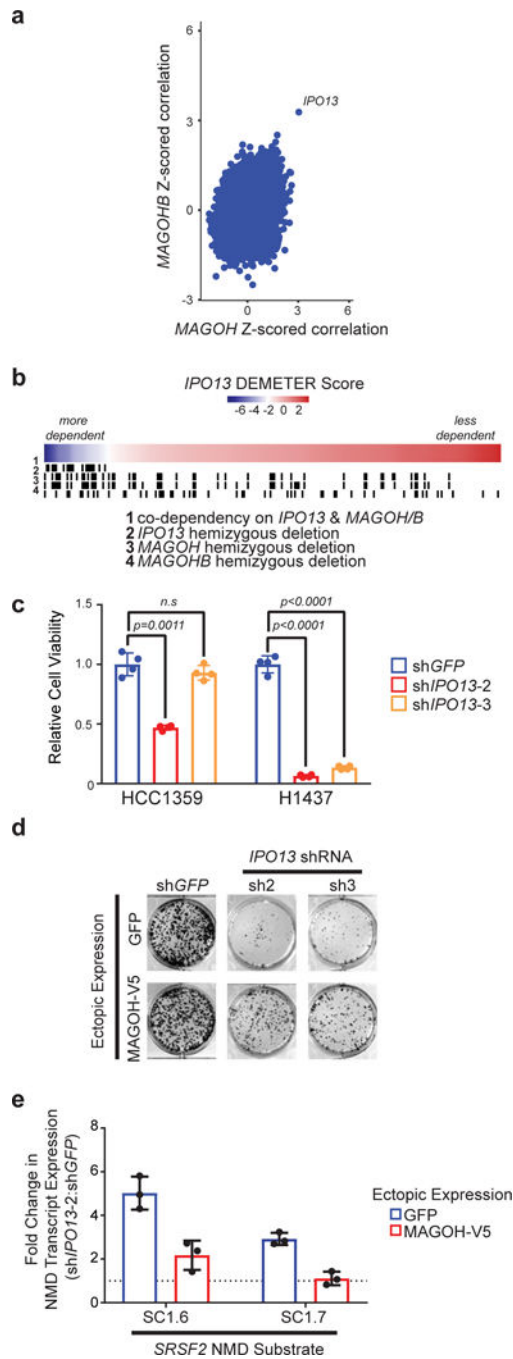 a
6
IPO13
3
0
-3
0
3
6
MAGOHB Z-scored correlation
MAGOH Z-scored correlation
b
IPO13 DEMETER Score
-6 -4 -2 0 2
more dependent
less dependent
1
2
3
4
1 co-dependency on IPO13 & MAGOH/B
2 IPO13 hemizygous deletion
3 MAGOH hemizygous deletion
4 MAGOHB hemizygous deletion
c
Relative Cell Viability
1.5
1.0
0.5
0
n.s
p=0.0011
p<0.0001
p<0.0001
shGFP
shIPO13-2
shIPO13-3
HCC1359
H1437
d
IPO13 shRNA
shGFP
sh2
sh3
Ectopic Expression
GFP
MAGOH-V5
e
Fold Change in
NMD Transcript Expression
(shIPO13-2:shGFP)
8
6
4
2
0
Ectopic Expression
GFP
MAGOH-V5
SC1.6
SC1.7
SRSF2 NMD Substrate